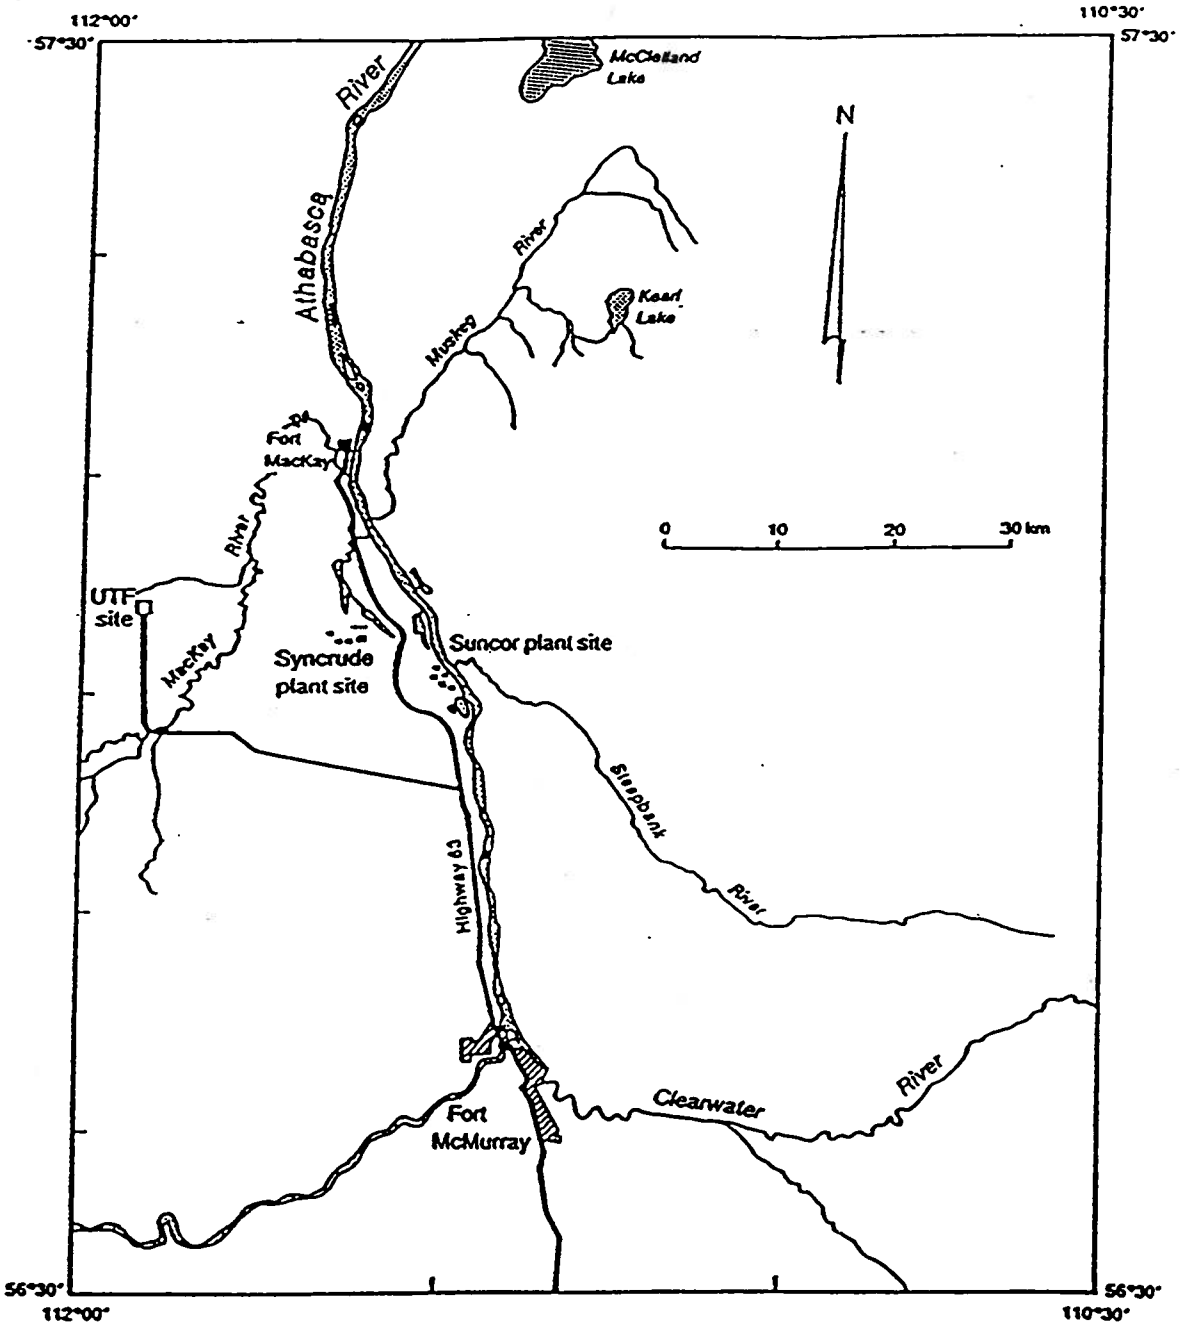 112°00'
110°30'
57°30'
57°30'
McClelland
Lake
River
N
Athabasca
River
Kearl
Lake
Muskeg
Fort
MacKay
River
0 10 20 30 km
UTF
site
MacKay
Syncrude
plant site
Suncor plant site
Steepbank
River
Highway 63
Clearwater
River
Fort
McMurray
56°30'
56°30'
112°00'
110°30'